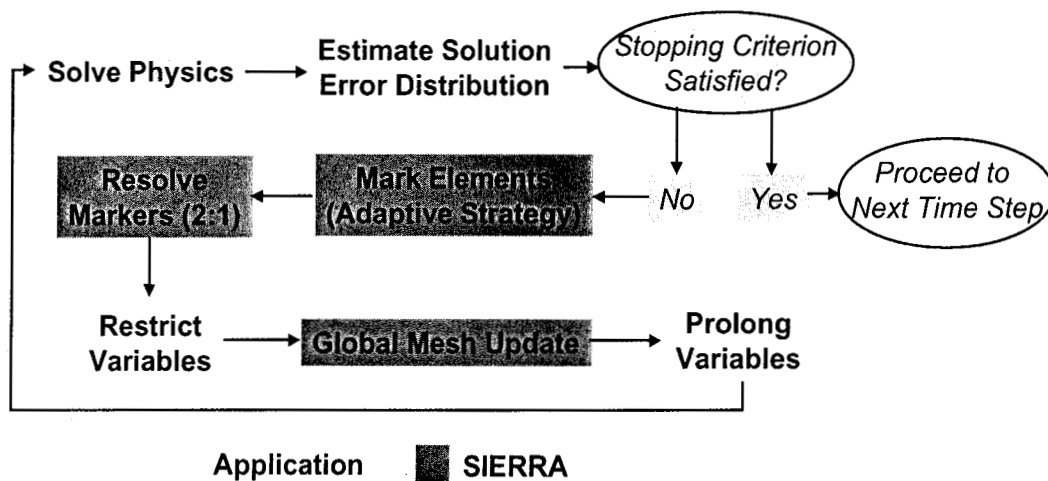 Solve Physics
Estimate Solution
Error Distribution
Stopping Criterion
Satisfied?
Resolve
Markers (2:1)
Mark Elements
(Adaptive Strategy)
No
Yes
Proceed to
Next Time Step
Restrict
Variables
Global Mesh Update
Prolong
Variables
Application
SIERRA